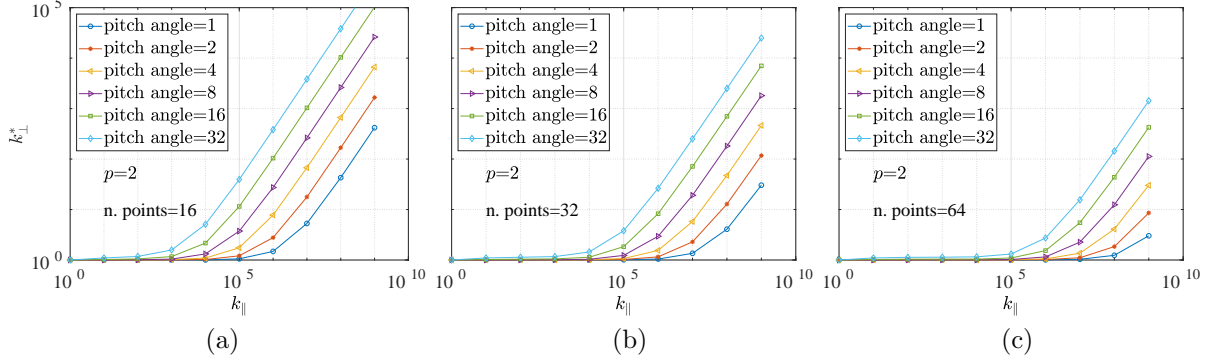 10^5
pitch angle=1
pitch angle=2
pitch angle=4
pitch angle=8
pitch angle=16
pitch angle=32
k_⊥^*
p=2
n. points=16
10^0
10^0
10^5
10^10
k_∥
(a)
pitch angle=1
pitch angle=2
pitch angle=4
pitch angle=8
pitch angle=16
pitch angle=32
p=2
n. points=32
10^0
10^5
10^10
k_∥
(b)
pitch angle=1
pitch angle=2
pitch angle=4
pitch angle=8
pitch angle=16
pitch angle=32
p=2
n. points=64
10^0
10^5
10^10
k_∥
(c)